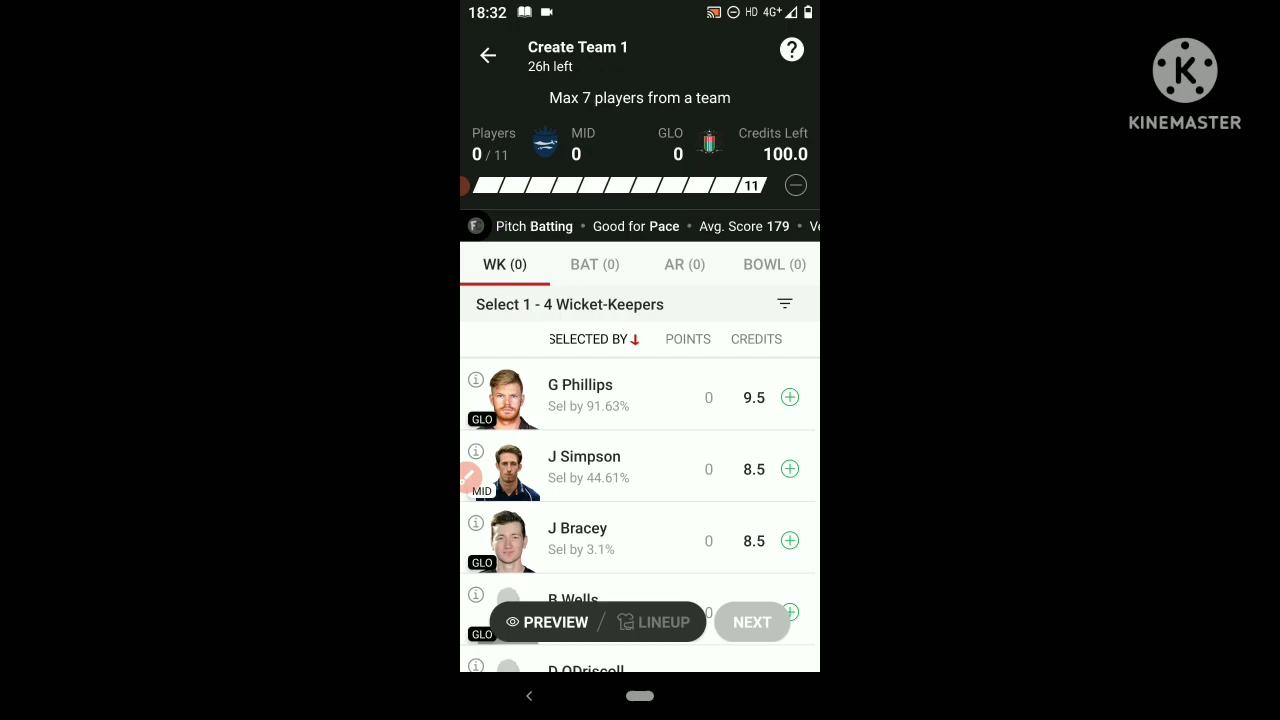 18:32
HD 4G+
Create Team 1
26h left
?
Max 7 players from a team
Players MID GLO Credits Left
0 / 11 0 0 100.0
11
F Pitch Batting • Good for Pace • Avg. Score 179 •
WK (0) BAT (0) AR (0) BOWL (0)
Select 1 - 4 Wicket-Keepers
SELECTED BY POINTS CREDITS
G Phillips
Sel by 91.63%
0 9.5
GLO
J Simpson
Sel by 44.61%
0 8.5
MID
J Bracey
Sel by 3.1%
0 8.5
GLO
B Wells
0
GLO
PREVIEW / LINEUP NEXT
D ODriscoll
K
KINEMASTER